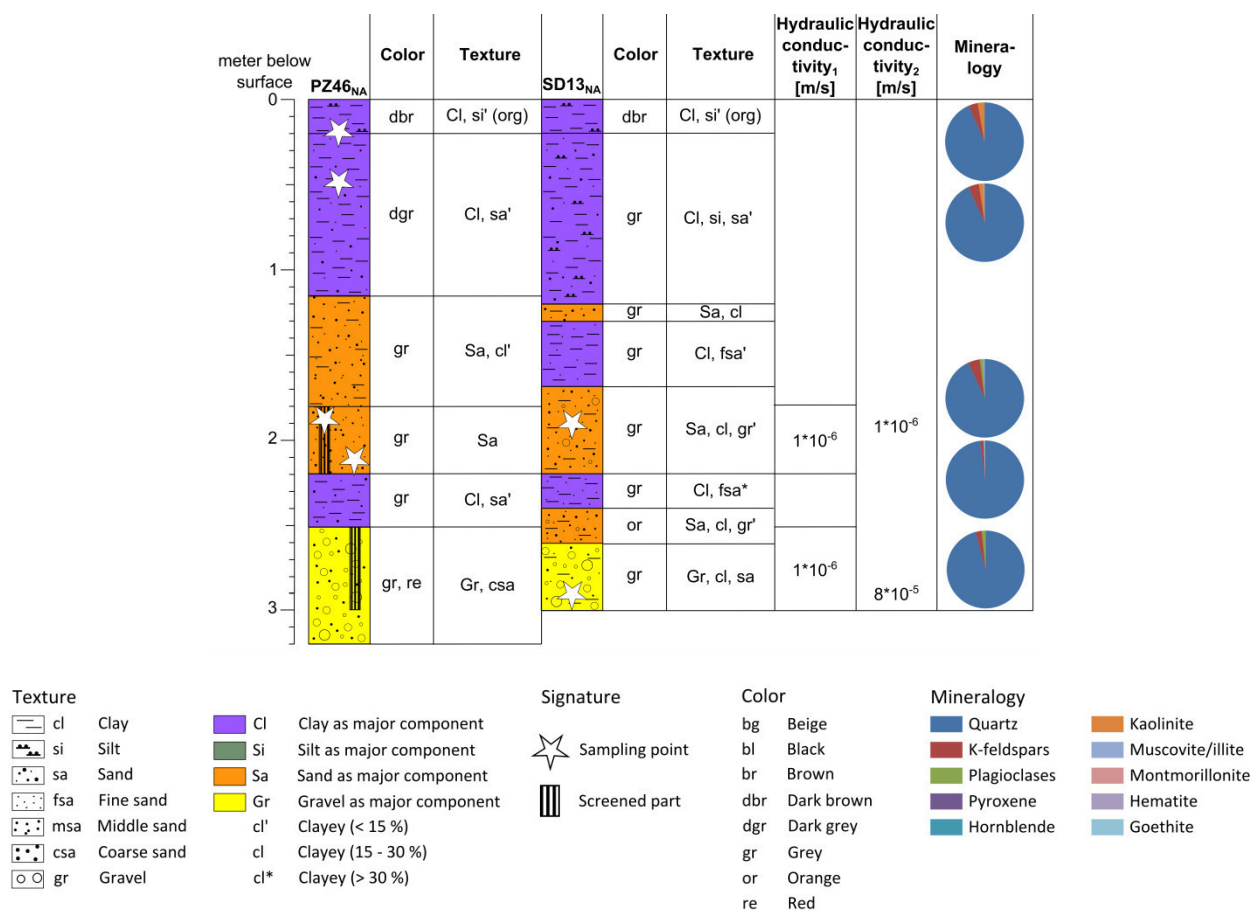 meter below
surface
PZ46NA
Color
Texture
SD13NA
Color
Texture
Hydraulic
conduc-
tivity1
[m/s]
Hydraulic
conduc-
tivity2
[m/s]
Minera-
logy
0
dbr
Cl, si' (org)
dbr
Cl, si' (org)
dgr
Cl, sa'
gr
Cl, si, sa'
1
gr
Sa, cl
gr
Sa, cl'
gr
Cl, fsa'
2
gr
Sa
gr
Sa, cl, gr'
1*10-6
1*10-6
gr
Cl, sa'
gr
Cl, fsa*
or
Sa, cl, gr'
gr, re
Gr, csa
gr
Gr, cl, sa
1*10-6
8*10-5
3
Texture
cl Clay
si Silt
sa Sand
fsa Fine sand
msa Middle sand
csa Coarse sand
gr Gravel
Cl Clay as major component
Si Silt as major component
Sa Sand as major component
Gr Gravel as major component
cl' Clayey (< 15 %)
cl Clayey (15 - 30 %)
cl* Clayey (> 30 %)
Signature
Sampling point
Screened part
Color
bg Beige
bl Black
br Brown
dbr Dark brown
dgr Dark grey
gr Grey
or Orange
re Red
Mineralogy
Quartz
K-feldspars
Plagioclases
Pyroxene
Hornblende
Kaolinite
Muscovite/illite
Montmorillonite
Hematite
Goethite